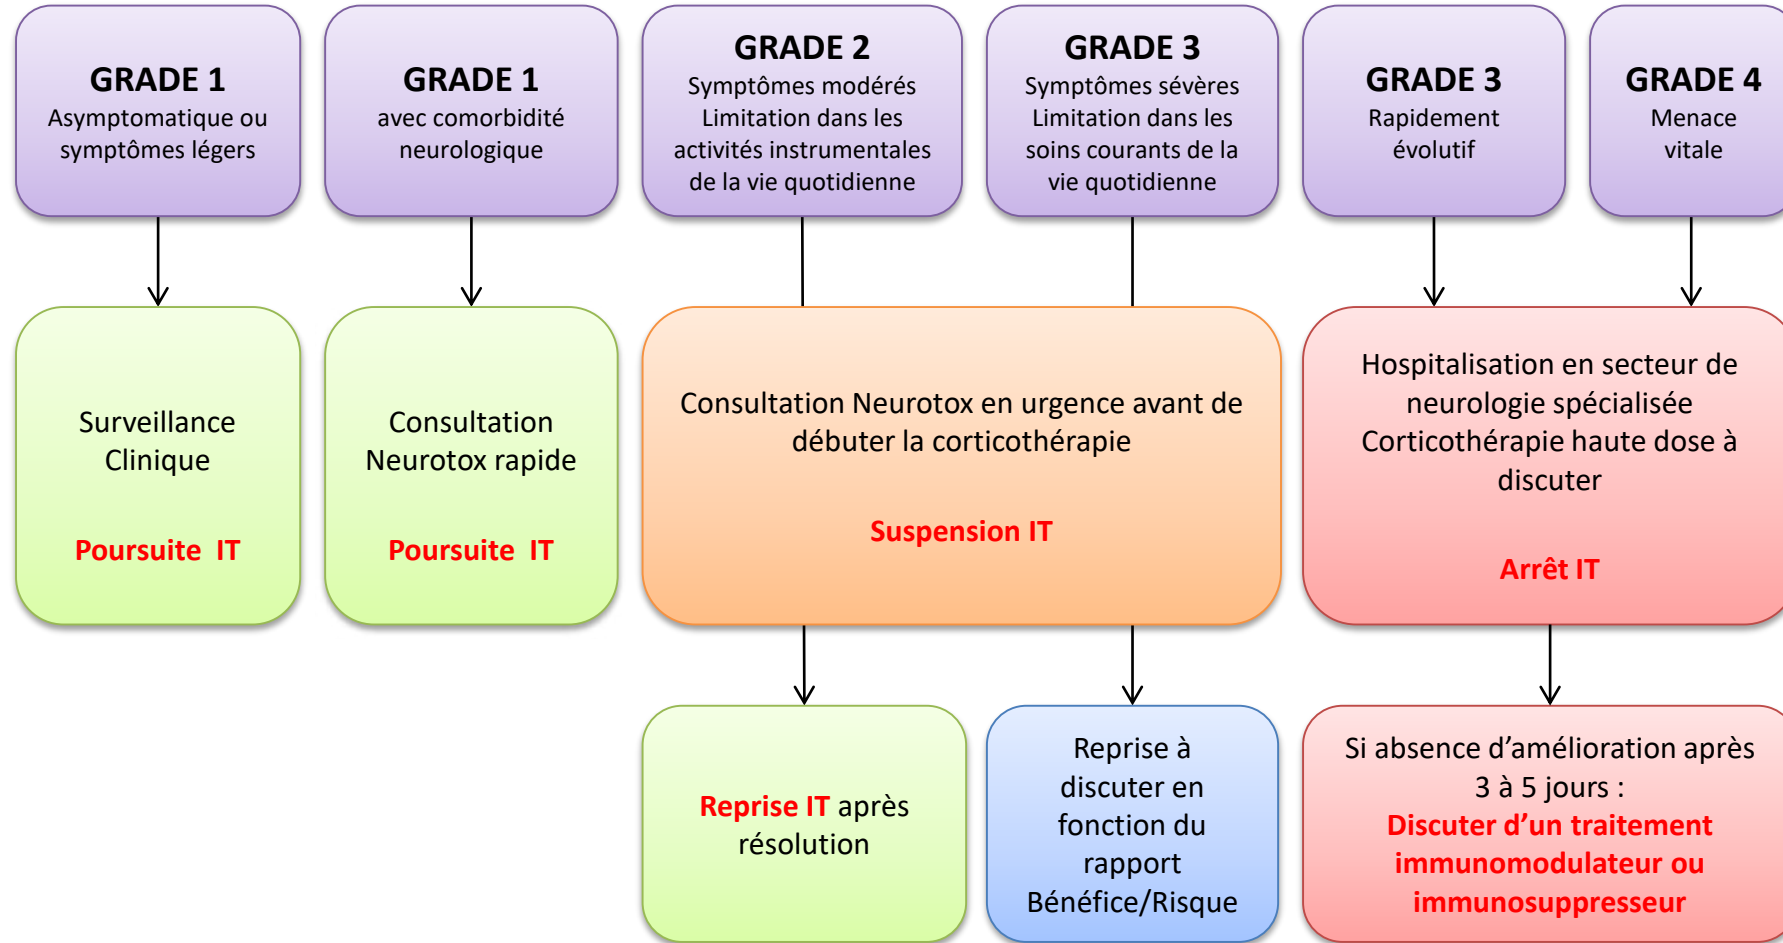 GRADE 1
Asymptomatique ou
symptômes légers
GRADE 1
avec comorbidité
neurologique
GRADE 2
Symptômes modérés
Limitation dans les
activités instrumentales
de la vie quotidienne
GRADE 3
Symptômes sévères
Limitation dans les
soins courants de la
vie quotidienne
GRADE 3
Rapidement
évolutif
GRADE 4
Menace
vitale
Surveillance
Clinique
Poursuite IT
Consultation
Neurotox rapide
Poursuite IT
Consultation Neurotox en urgence avant de
débuter la corticothérapie
Suspension IT
Hospitalisation en secteur de
neurologie spécialisée
Corticothérapie haute dose à
discuter
Arrêt IT
Reprise IT après
résolution
Reprise à
discuter en
fonction du
rapport
Bénéfice/Risque
Si absence d’amélioration après
3 à 5 jours :
Discuter d’un traitement
immunomodulateur ou
immunosuppresseur